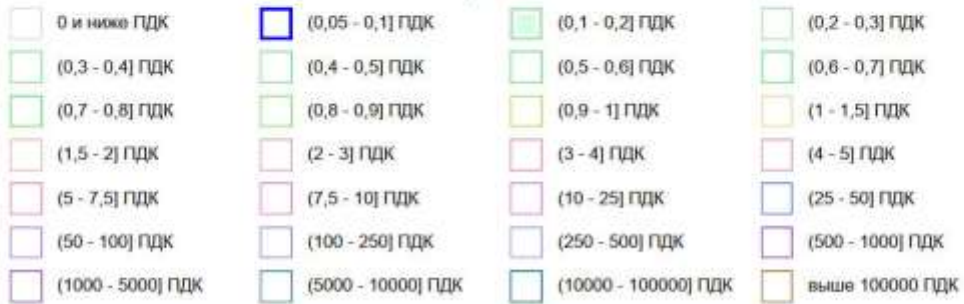 0 и ниже ПДК (0,05 - 0,1] ПДК (0,1 - 0,2] ПДК (0,2 - 0,3] ПДК
(0,3 - 0,4] ПДК (0,4 - 0,5] ПДК (0,5 - 0,6] ПДК (0,6 - 0,7] ПДК
(0,7 - 0,8] ПДК (0,8 - 0,9] ПДК (0,9 - 1] ПДК (1 - 1,5] ПДК
(1,5 - 2] ПДК (2 - 3] ПДК (3 - 4] ПДК (4 - 5] ПДК
(5 - 7,5] ПДК (7,5 - 10] ПДК (10 - 25] ПДК (25 - 50] ПДК
(50 - 100] ПДК (100 - 250] ПДК (250 - 500] ПДК (500 - 1000] ПДК
(1000 - 5000] ПДК (5000 - 10000] ПДК (10000 - 100000] ПДК выше 100000 ПДК